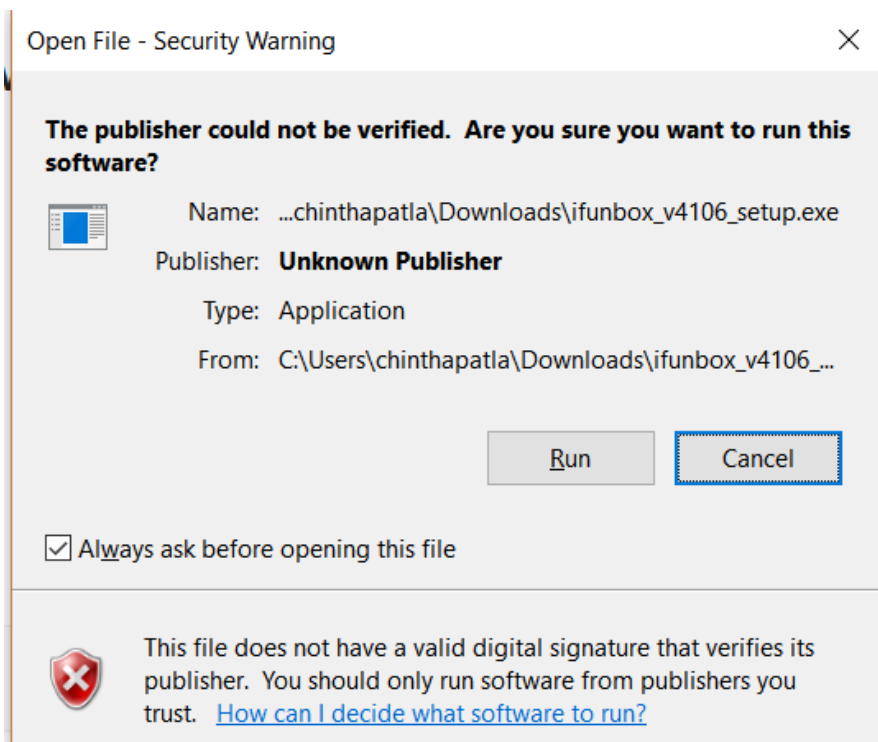 Open File - Security Warning
The publisher could not be verified. Are you sure you want to run this
software?
Name: ...chinthapatla\Downloads\ifunbox_v4106_setup.exe
Publisher: Unknown Publisher
Type: Application
From: C:\Users\chinthapatla\Downloads\ifunbox_v4106_...
Run Cancel
Always ask before opening this file
This file does not have a valid digital signature that verifies its
publisher. You should only run software from publishers you
trust. How can I decide what software to run?